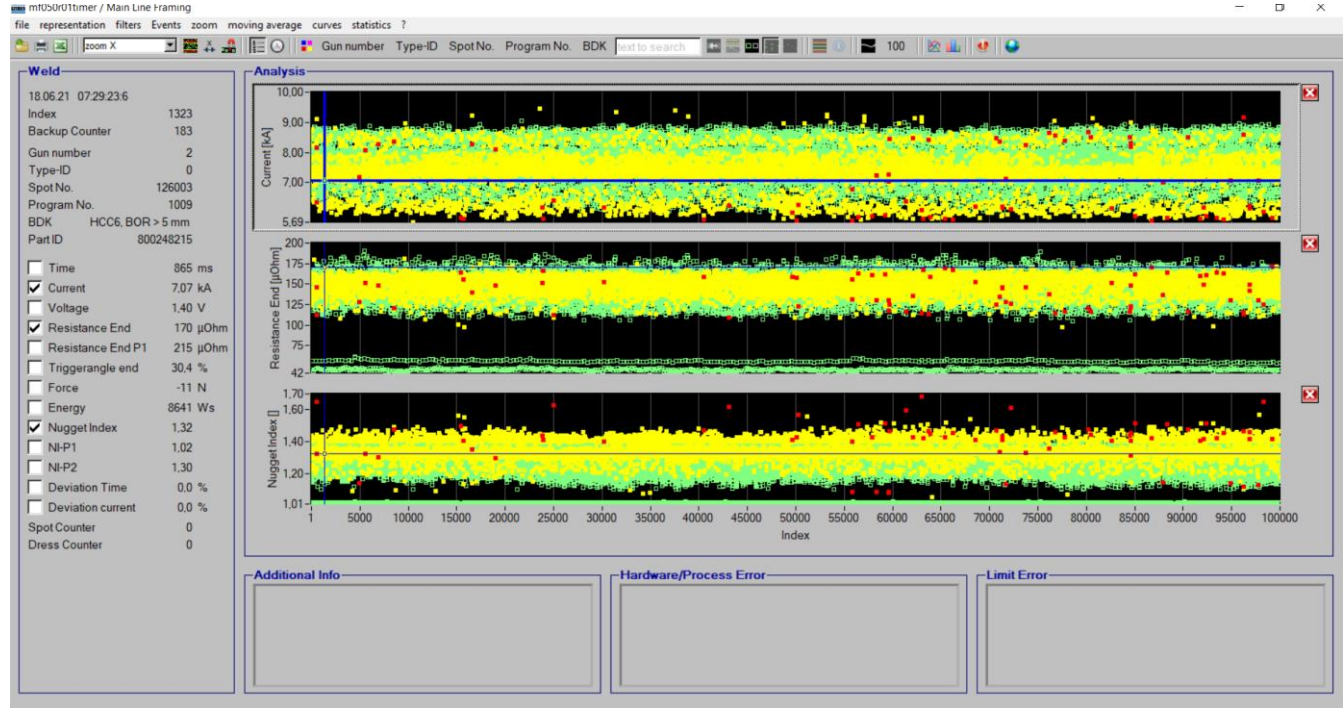 mf050r01timer / Main Line Framing
file representation filters Events zoom moving average curves statistics ?
zoom X Gun number Type-ID Spot No. Program No. BDK text to search 100
Weld
18.06.21 07:29:23:6
Index 1323
Backup Counter 183
Gun number 2
Type-ID 0
Spot No. 126003
Program No. 1009
BDK HCC6, BOR > 5 mm
Part ID 800248215
Time 865 ms
Current 7,07 kA
Voltage 1,40 V
Resistance End 170 µOhm
Resistance End P1 215 µOhm
Triggerangle end 30,4 %
Force -11 N
Energy 8641 Ws
Nugget Index 1,32
NI-P1 1,02
NI-P2 1,30
Deviation Time 0,0 %
Deviation current 0,0 %
Spot Counter 0
Dress Counter 0
Analysis
Current [kA]
10,00
9,00
8,00
7,00
5,69
Resistance End [µOhm]
200
175
150
125
100
75
42
Nugget Index []
1,70
1,60
1,40
1,20
1,01
1 5000 10000 15000 20000 25000 30000 35000 40000 45000 50000 55000 60000 65000 70000 75000 80000 85000 90000 95000 100000
Index
Additional Info
Hardware/Process Error
Limit Error